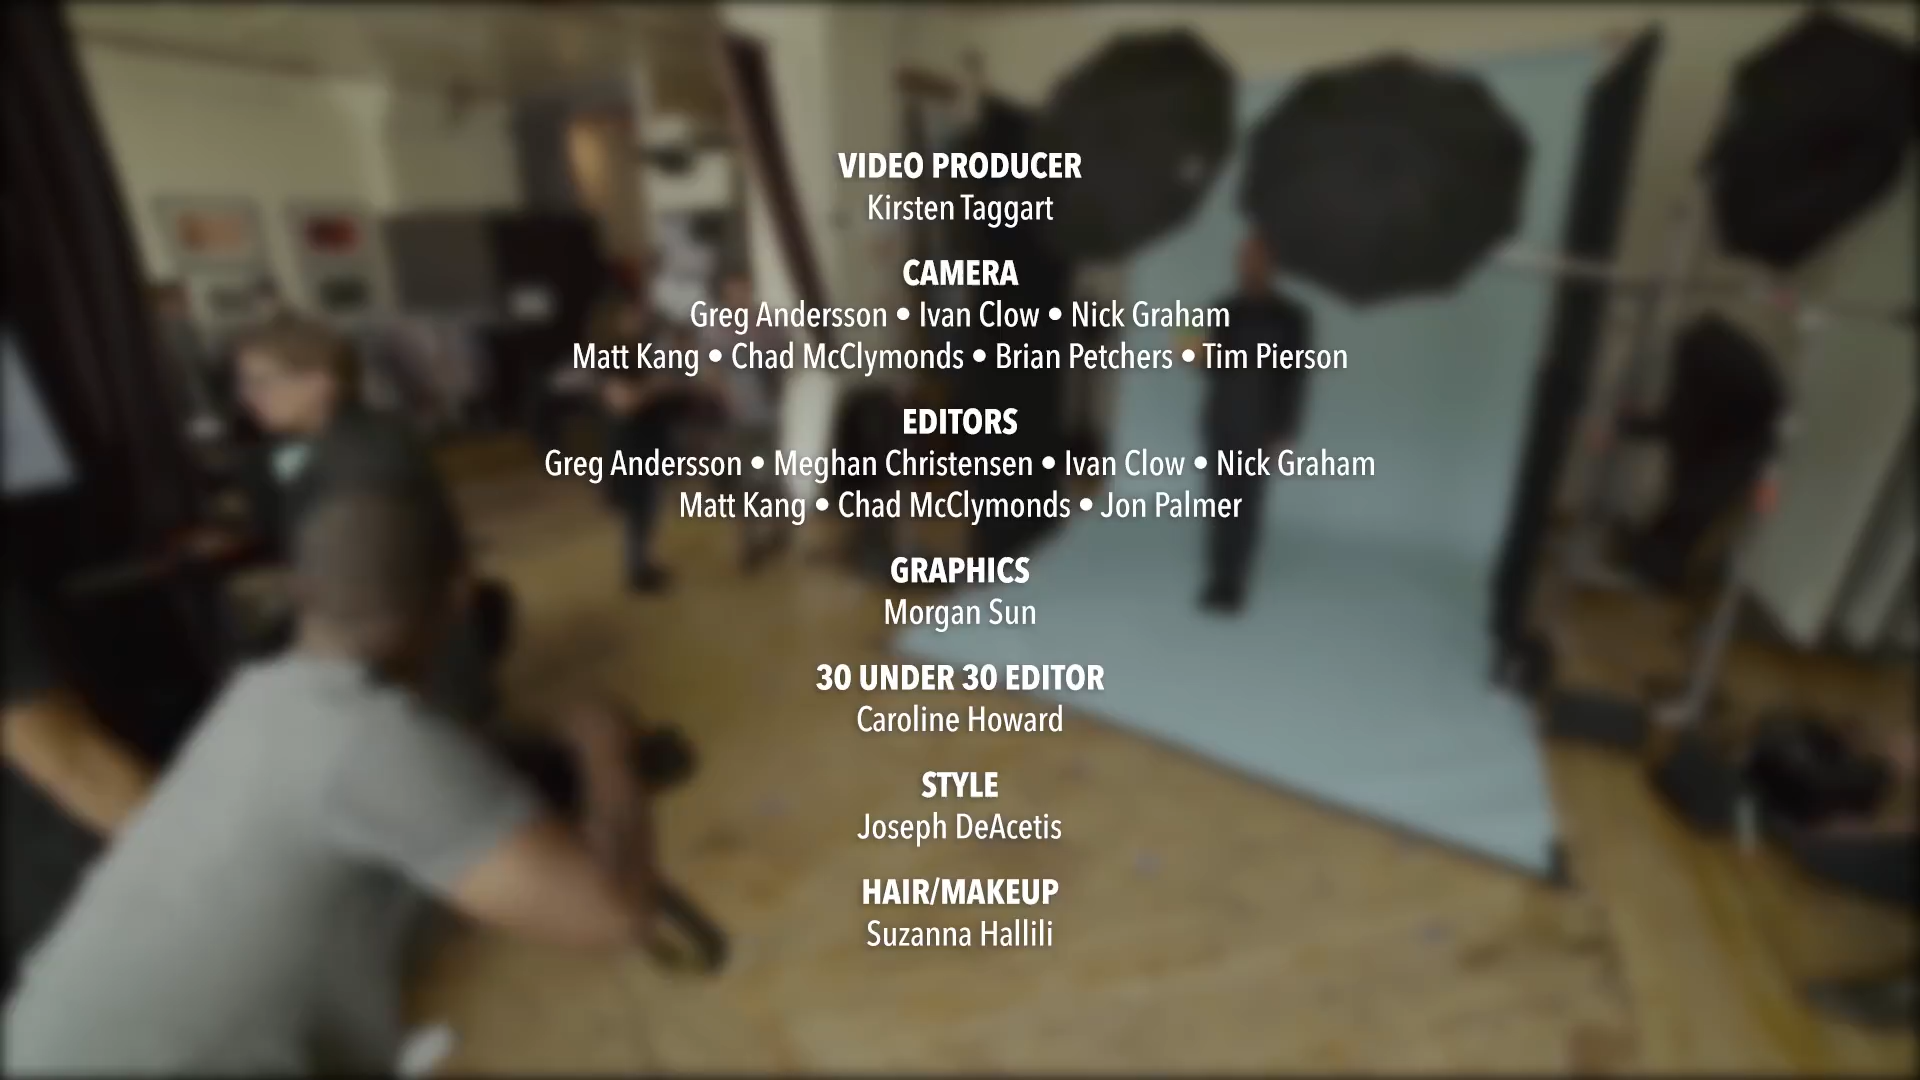 VIDEO PRODUCER
Kirsten Taggart
CAMERA
Greg Andersson • Ivan Clow • Nick Graham
Matt Kang • Chad McClymonds • Brian Petchers • Tim Pierson
EDITORS
Greg Andersson • Meghan Christensen • Ivan Clow • Nick Graham
Matt Kang • Chad McClymonds • Jon Palmer
GRAPHICS
Morgan Sun
30 UNDER 30 EDITOR
Caroline Howard
STYLE
Joseph DeAcetis
HAIR/MAKEUP
Suzanna Hallili